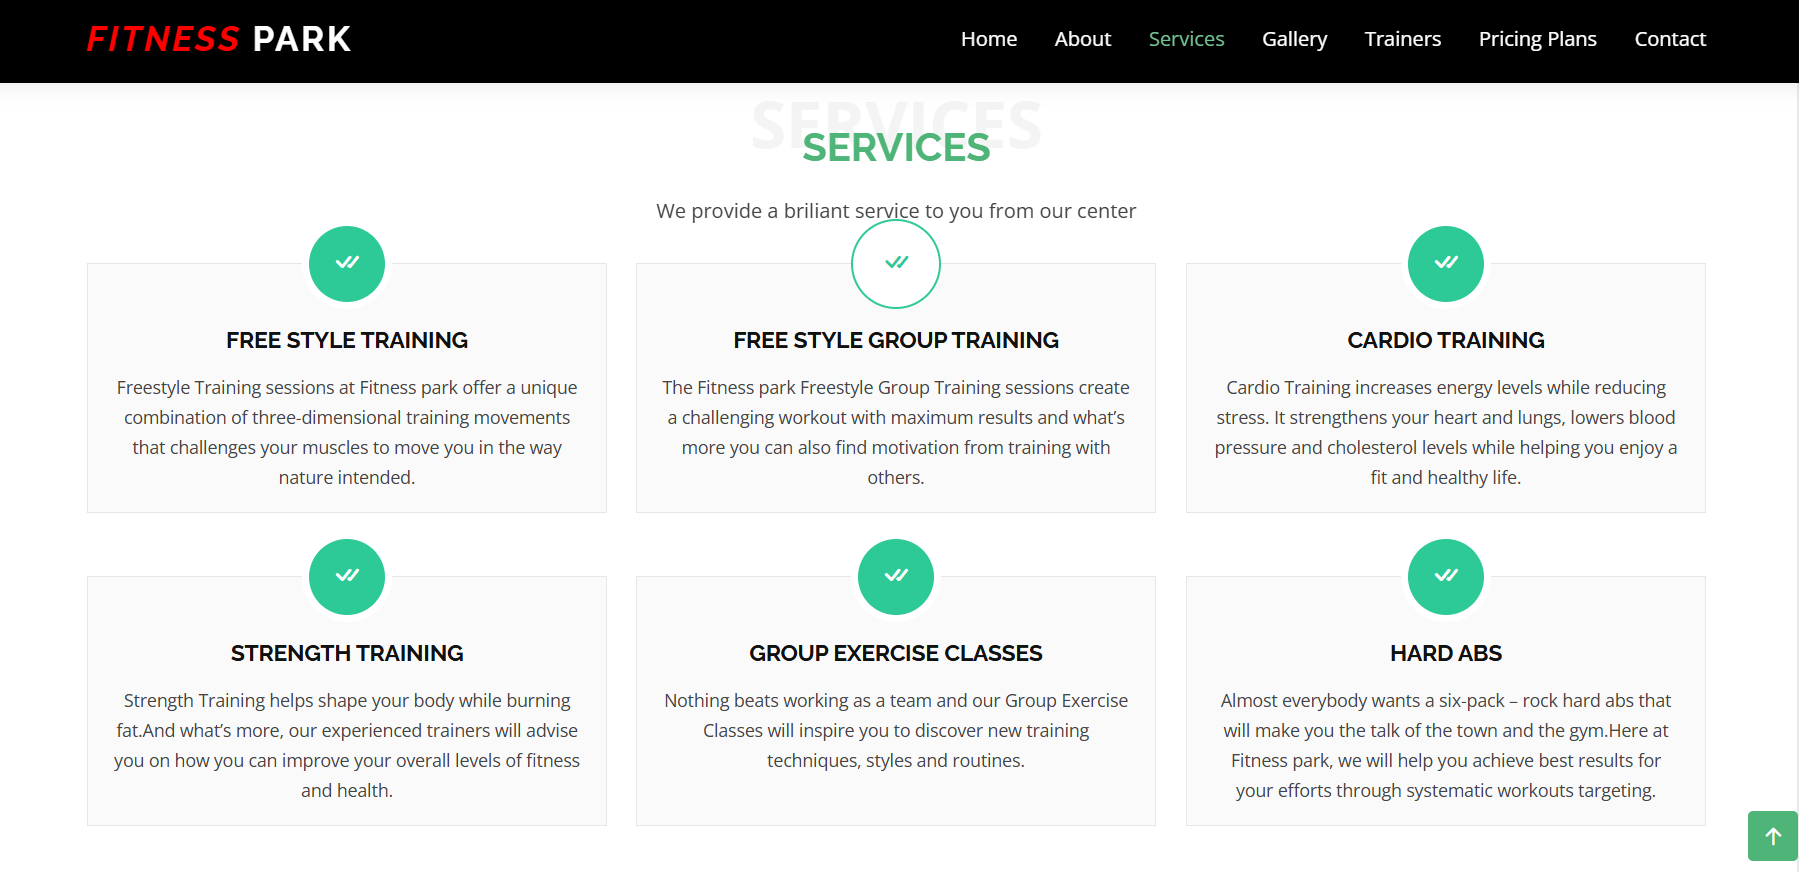 FITNESS PARK
Home About Services Gallery Trainers Pricing Plans Contact
SERVICES
SERVICES
We provide a briliant service to you from our center
FREE STYLE TRAINING
Freestyle Training sessions at Fitness park offer a unique
combination of three-dimensional training movements
that challenges your muscles to move you in the way
nature intended.
FREE STYLE GROUP TRAINING
The Fitness park Freestyle Group Training sessions create
a challenging workout with maximum results and what’s
more you can also find motivation from training with
others.
CARDIO TRAINING
Cardio Training increases energy levels while reducing
stress. It strengthens your heart and lungs, lowers blood
pressure and cholesterol levels while helping you enjoy a
fit and healthy life.
STRENGTH TRAINING
Strength Training helps shape your body while burning
fat.And what’s more, our experienced trainers will advise
you on how you can improve your overall levels of fitness
and health.
GROUP EXERCISE CLASSES
Nothing beats working as a team and our Group Exercise
Classes will inspire you to discover new training
techniques, styles and routines.
HARD ABS
Almost everybody wants a six-pack – rock hard abs that
will make you the talk of the town and the gym.Here at
Fitness park, we will help you achieve best results for
your efforts through systematic workouts targeting.